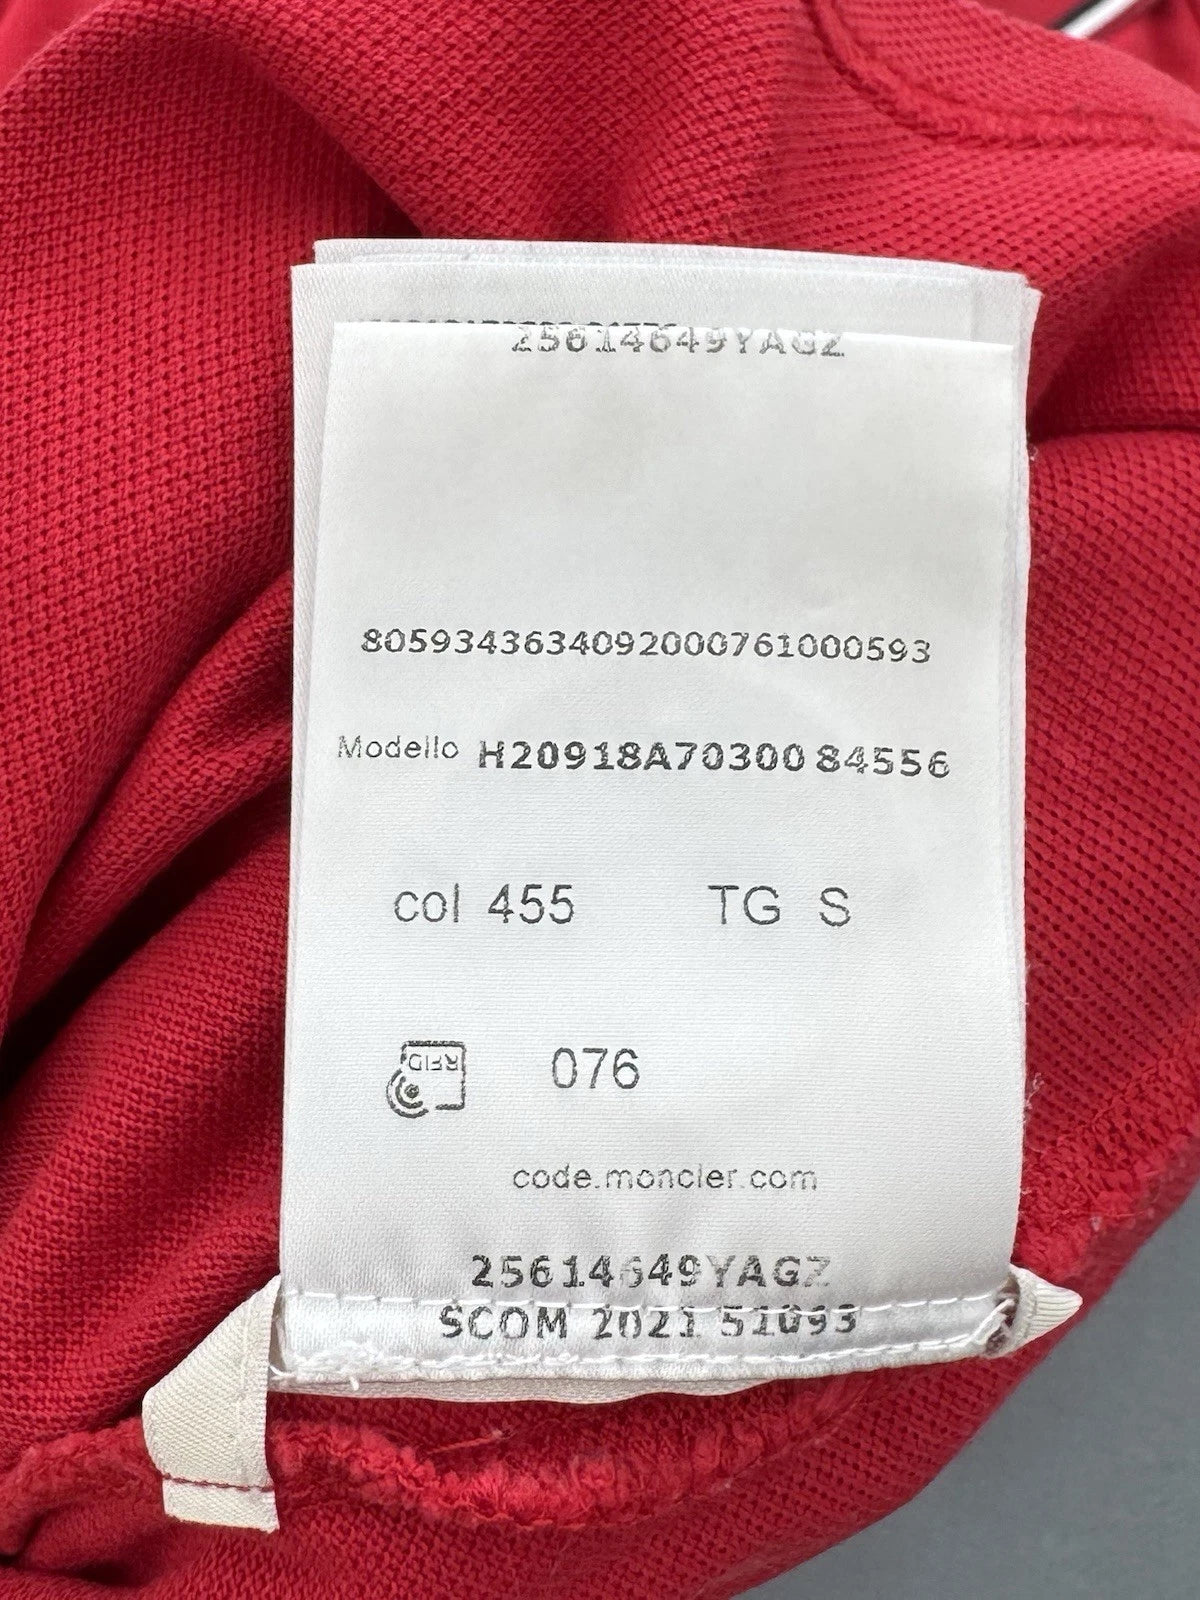 25614649YAGZ
8059343634092000761000593
Modello H20918A70300 84556
col 455 TG S
RFID 076
code.moncler.com
25614649YAGZ
SCOM 2021 51093